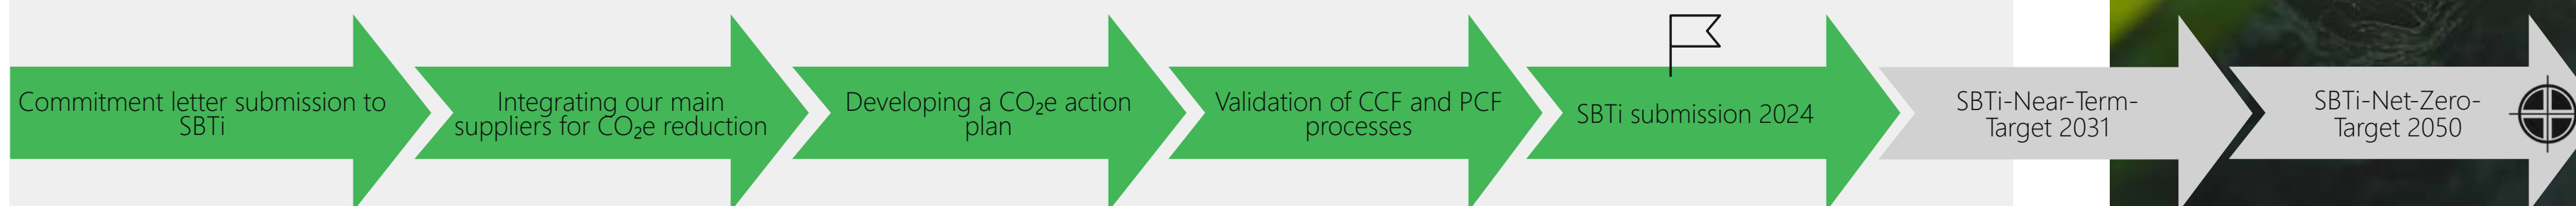 Commitment letter submission to
SBTi
Integrating our main
suppliers for CO₂e reduction
Developing a CO₂e action
plan
Validation of CCF and PCF
processes
SBTi submission 2024
SBTi-Near-Term-
Target 2031
SBTi-Net-Zero-
Target 2050